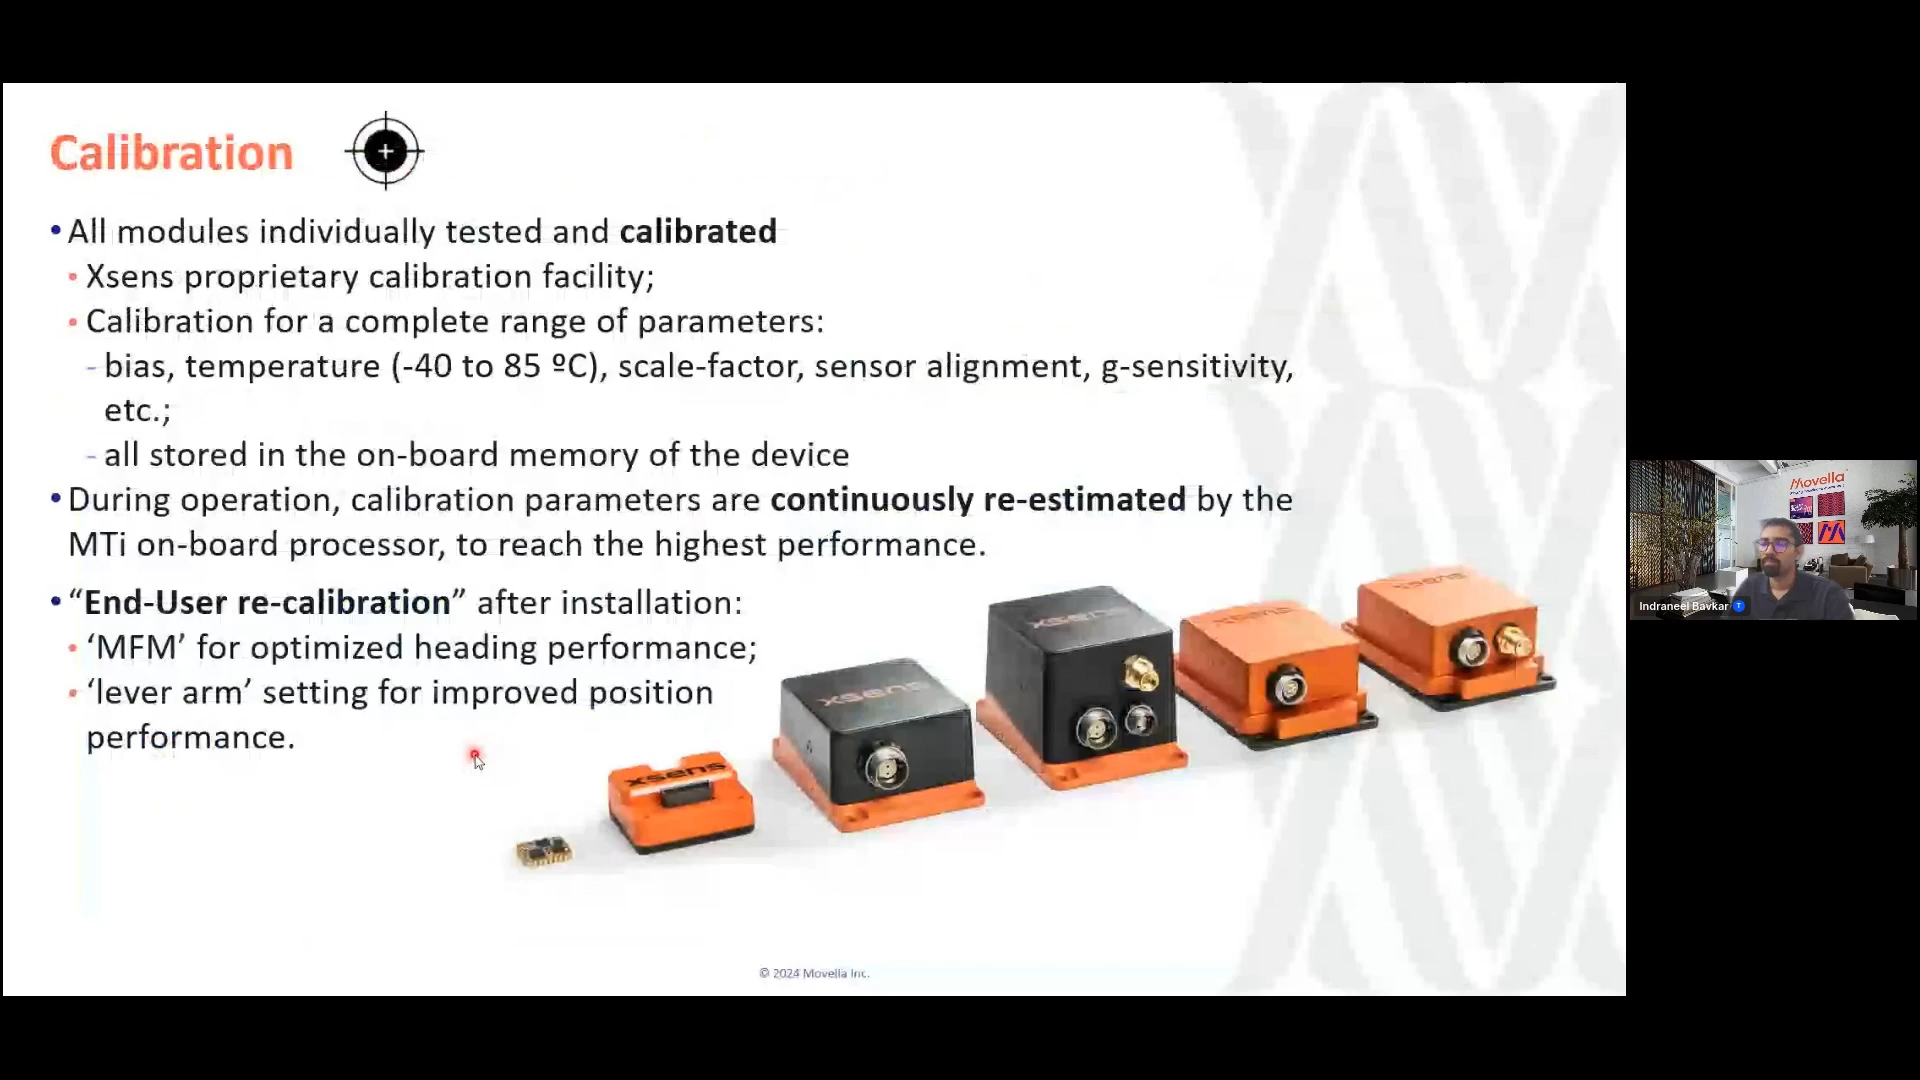 Calibration
•All modules individually tested and calibrated
•Xsens proprietary calibration facility;
•Calibration for a complete range of parameters:
-bias, temperature (-40 to 85 ºC), scale-factor, sensor alignment, g-sensitivity,
etc.;
-all stored in the on-board memory of the device
•During operation, calibration parameters are continuously re-estimated by the
MTi on-board processor, to reach the highest performance.
•“End-User re-calibration” after installation:
•‘MFM’ for optimized heading performance;
•‘lever arm’ setting for improved position
performance.
xsens
xsens
xsens
xsens
xsens
© 2024 Movella Inc.
Movella
Indraneel Bavkar
T